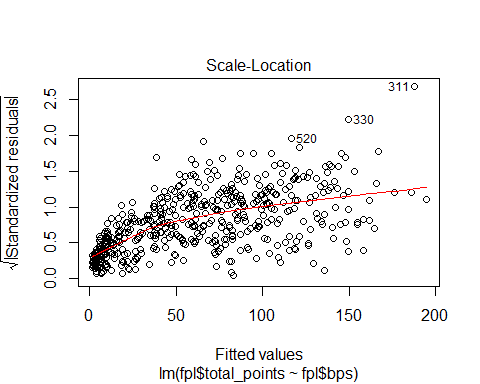 Scale-Location
√|Standardized residuals|
0.0 0.5 1.0 1.5 2.0 2.5
311
330
520
0 50 100 150 200
Fitted values
lm(fpl$total_points ~ fpl$bps)